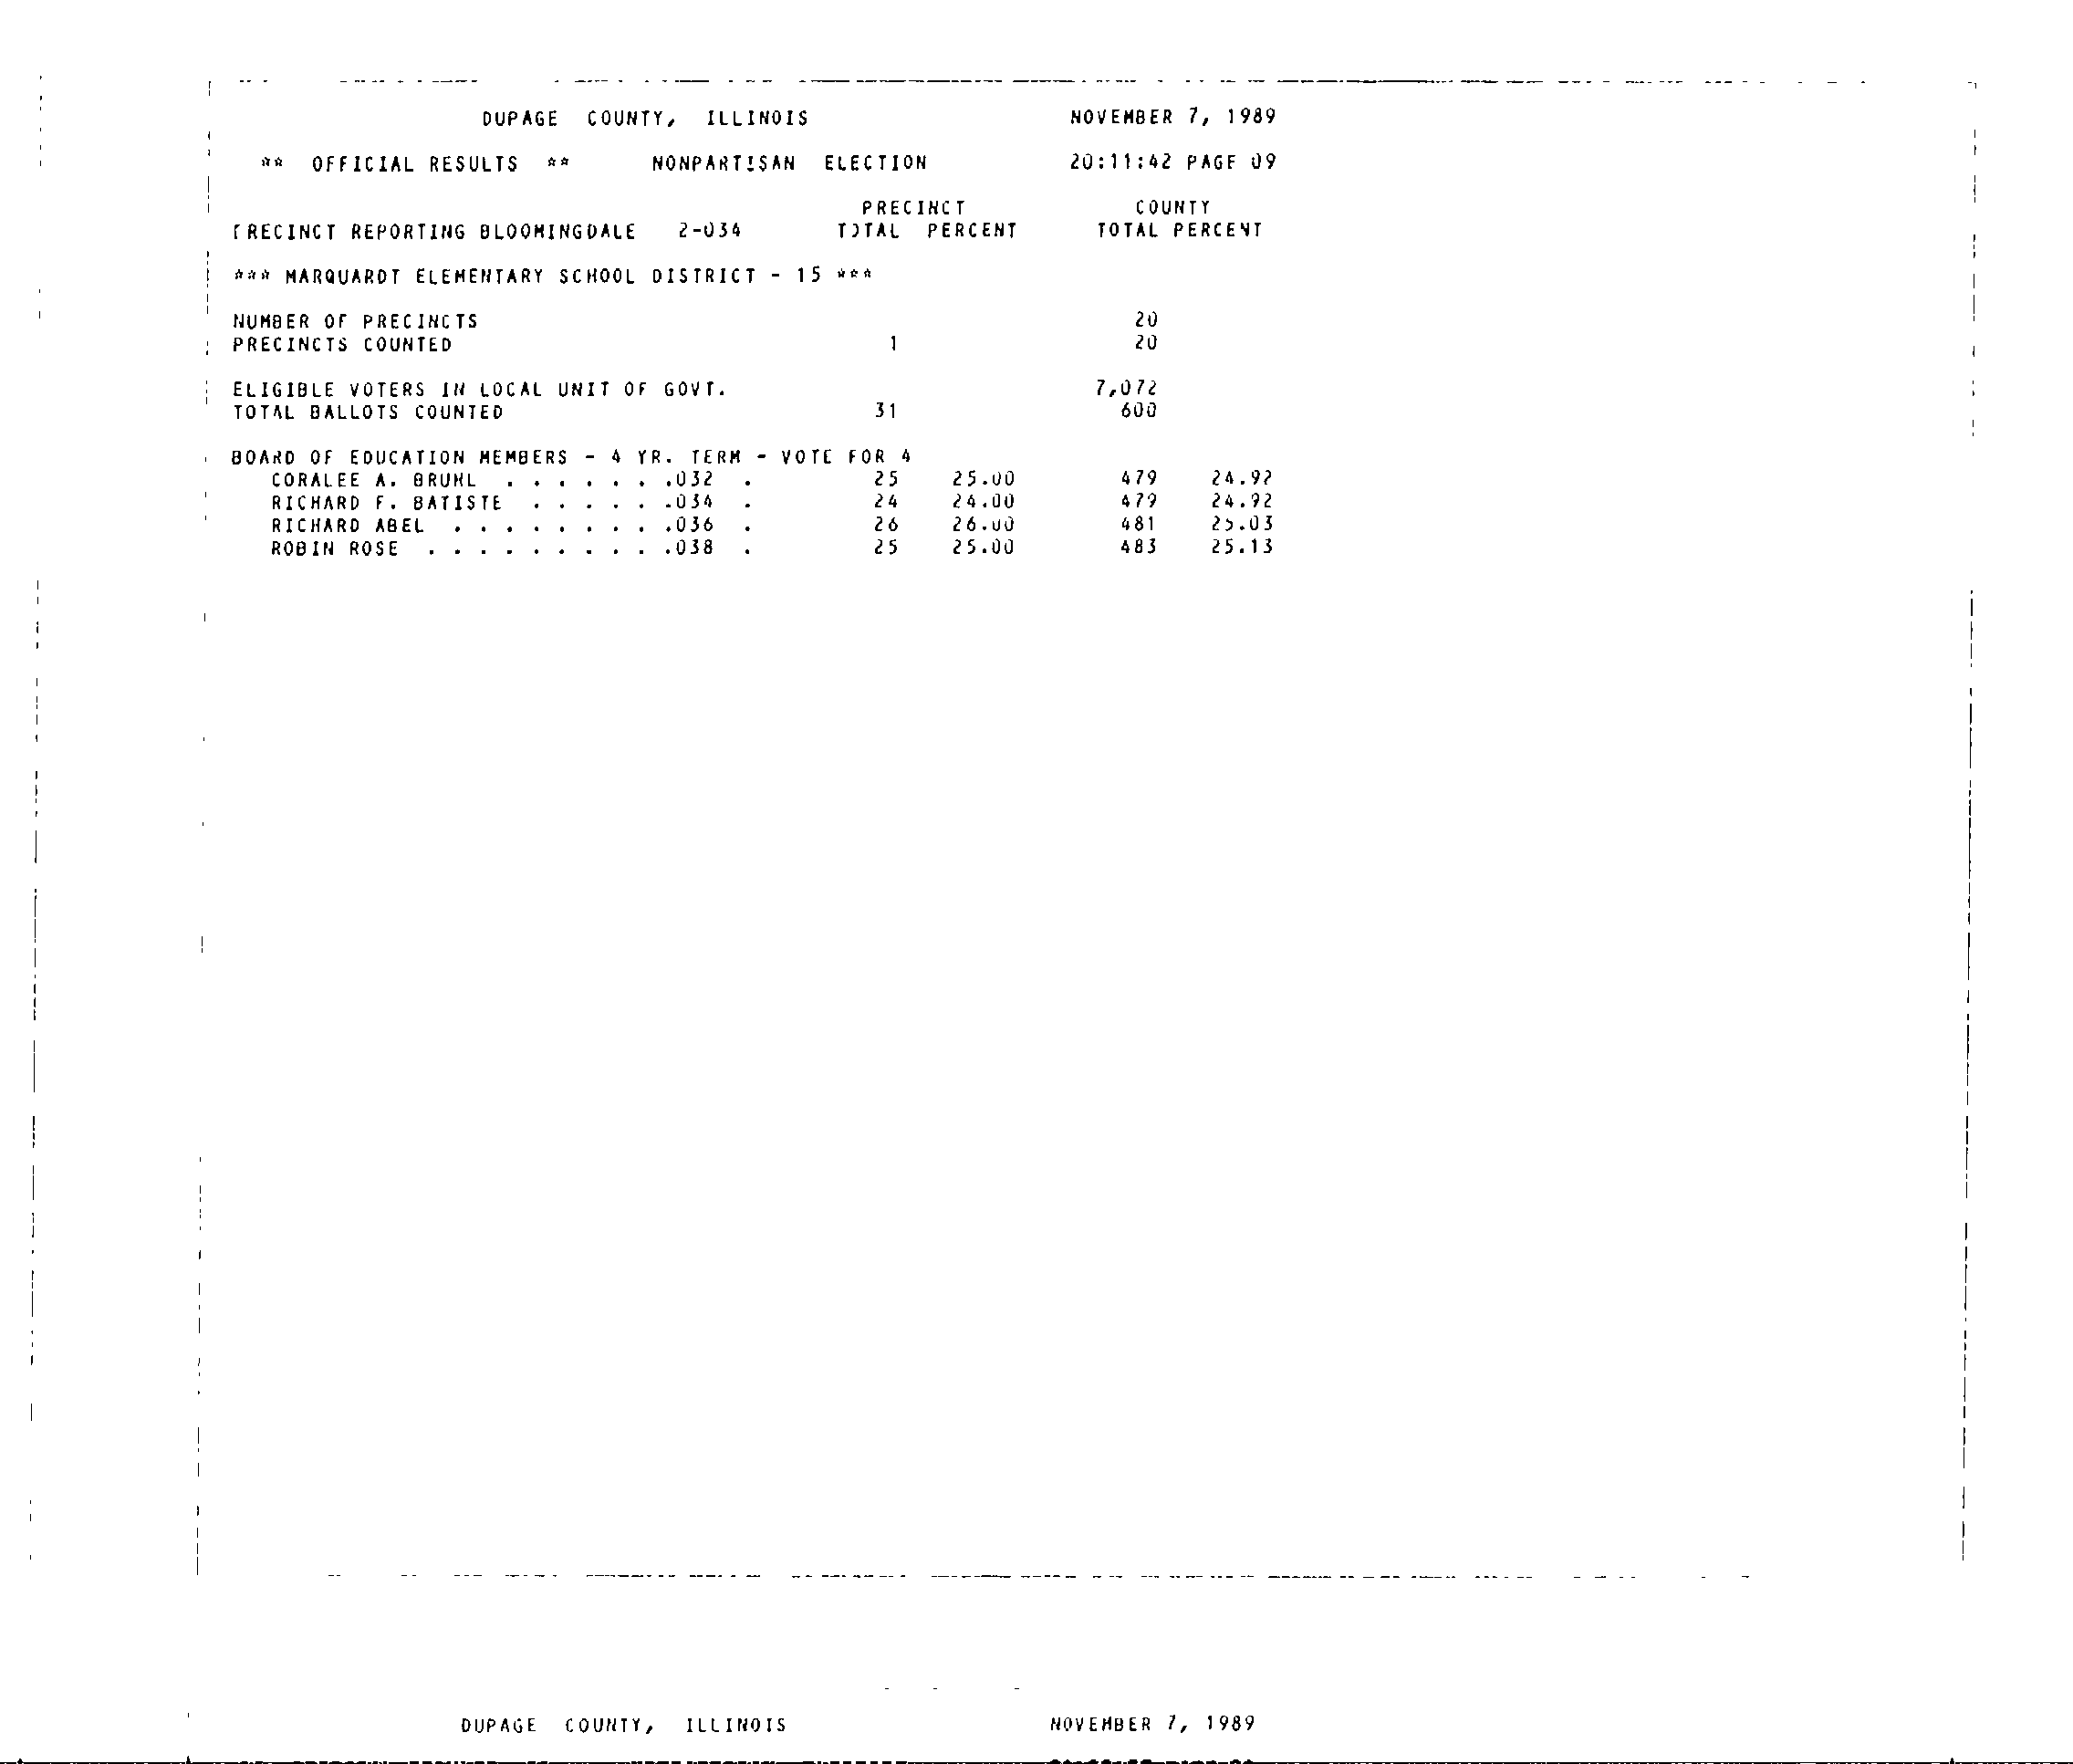 DUPAGE COUNTY, ILLINOIS NOVEMBER 7, 1989
** OFFICIAL RESULTS ** NONPARTISAN ELECTION 20:11:42 PAGE 09
PRECINCT COUNTY
PRECINCT REPORTING BLOOMINGDALE 2-034 TOTAL PERCENT TOTAL PERCENT
*** MARQUARDT ELEMENTARY SCHOOL DISTRICT - 15 ***
NUMBER OF PRECINCTS 20
PRECINCTS COUNTED 1 20
ELIGIBLE VOTERS IN LOCAL UNIT OF GOVT. 7,072
TOTAL BALLOTS COUNTED 31 600
BOARD OF EDUCATION MEMBERS - 4 YR. TERM - VOTE FOR 4
CORALEE A. BRUHL . . . . . . .032 . 25 25.00 479 24.92
RICHARD F. BATISTE . . . . . .034 . 24 24.00 479 24.92
RICHARD ABEL . . . . . . . . .036 . 26 26.00 481 25.03
ROBIN ROSE . . . . . . . . . .038 . 25 25.00 483 25.13
DUPAGE COUNTY, ILLINOIS NOVEMBER 7, 1989